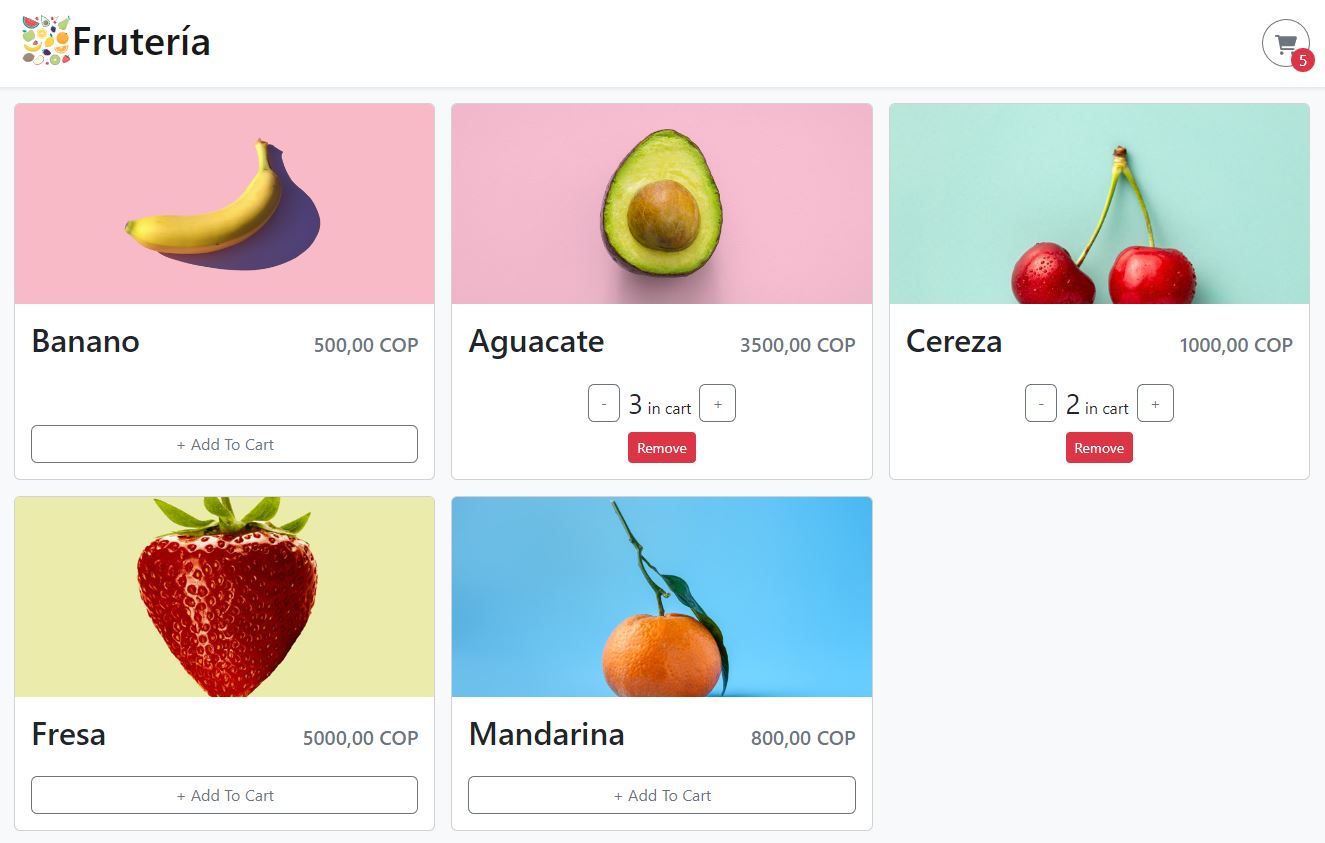 Frutería
5
Banano 500,00 COP
+ Add To Cart
Aguacate 3500,00 COP
- 3 in cart +
Remove
Cereza 1000,00 COP
- 2 in cart +
Remove
Fresa 5000,00 COP
+ Add To Cart
Mandarina 800,00 COP
+ Add To Cart